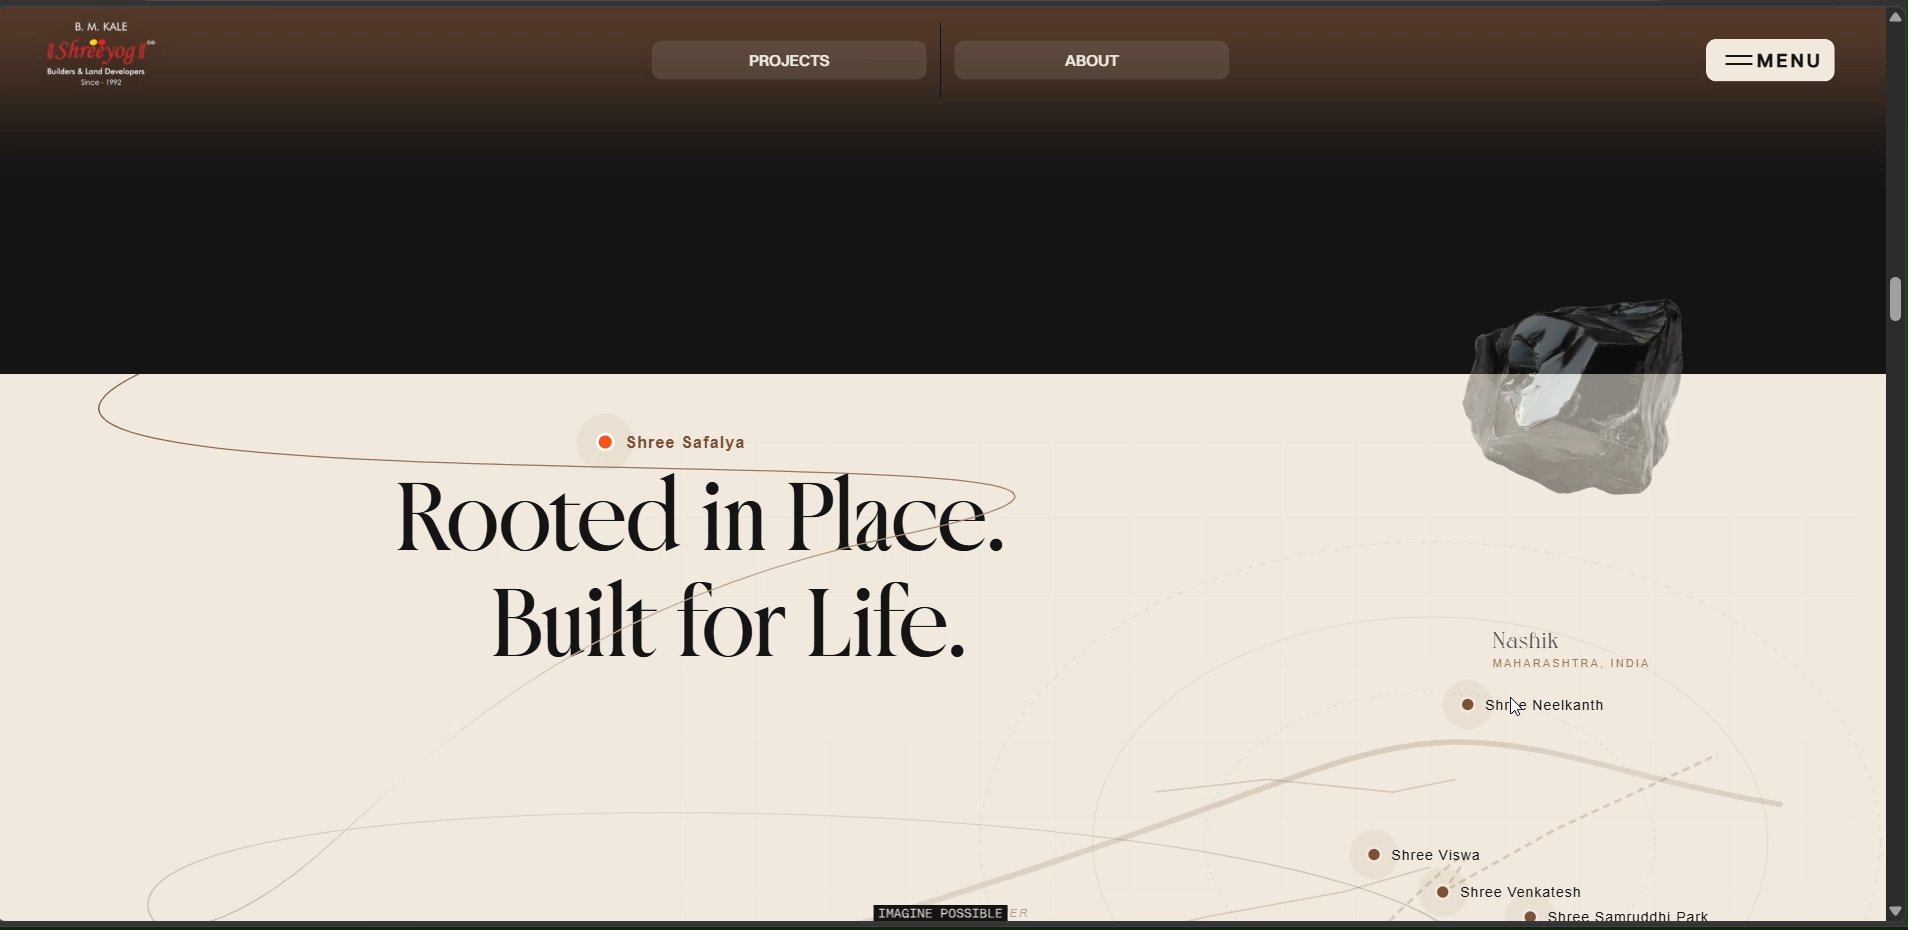 B. M. KALE
॥Shreeyog॥
Builders & Land Developers
Since - 1992
PROJECTS
ABOUT
MENU
Shree Safalya
Rooted in Place.
Built for Life.
Nashik
MAHARASHTRA, INDIA
Shree Neelkanth
Shree Viswa
Shree Venkatesh
IMAGINE POSSIBLE
ER
Shree Samruddhi Park